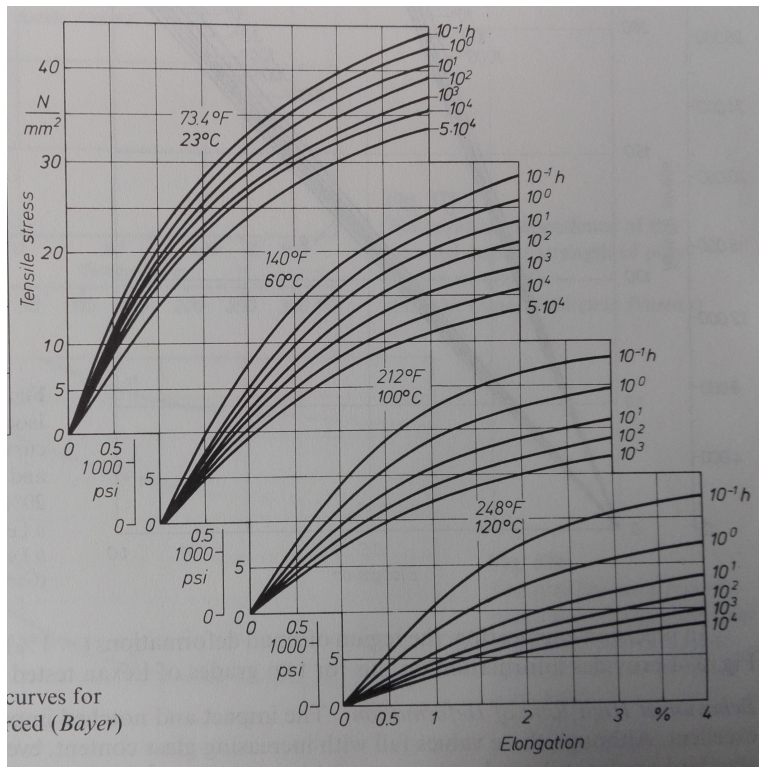 10⁻¹ h
10⁰
10¹
10²
10³
10⁴
5·10⁴
73.4°F
23°C
40
N
mm²
30
20
10
5
0
Tensile stress
10⁻¹ h
10⁰
10¹
10²
10³
10⁴
5·10⁴
140°F
60°C
0 0.5
1000
psi
5
0 0
10⁻¹ h
10⁰
10¹
10²
10³
212°F
100°C
0.5
1000
psi
5
0 0
10⁻¹ h
10⁰
10¹
10²
10³
10⁴
248°F
120°C
0.5
1000
psi
5
0 0
0 0.5 1 2 3 % 4
Elongation
curves for
rced (Bayer)